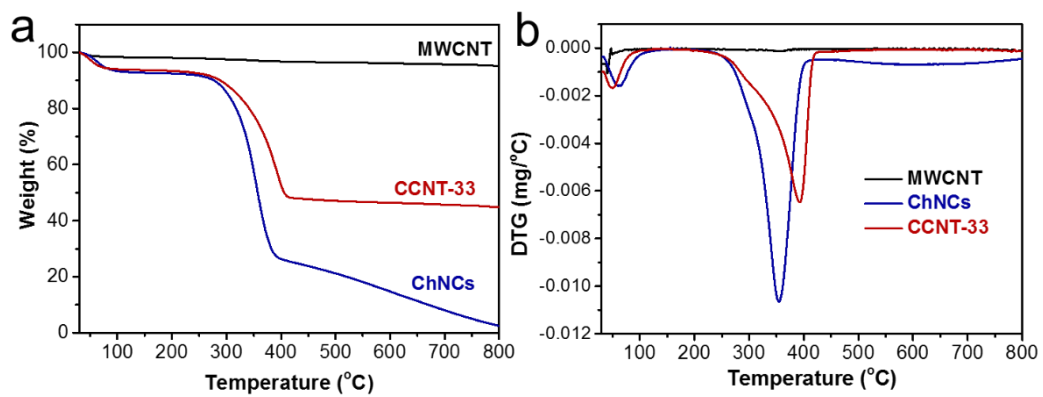 a
100
80
60
40
20
0
Weight (%)
MWCNT
CCNT-33
ChNCs
100 200 300 400 500 600 700 800
Temperature (°C)
b
0.000
-0.002
-0.004
-0.006
-0.008
-0.010
-0.012
DTG (mg/°C)
MWCNT
ChNCs
CCNT-33
100 200 300 400 500 600 700 800
Temperature (°C)